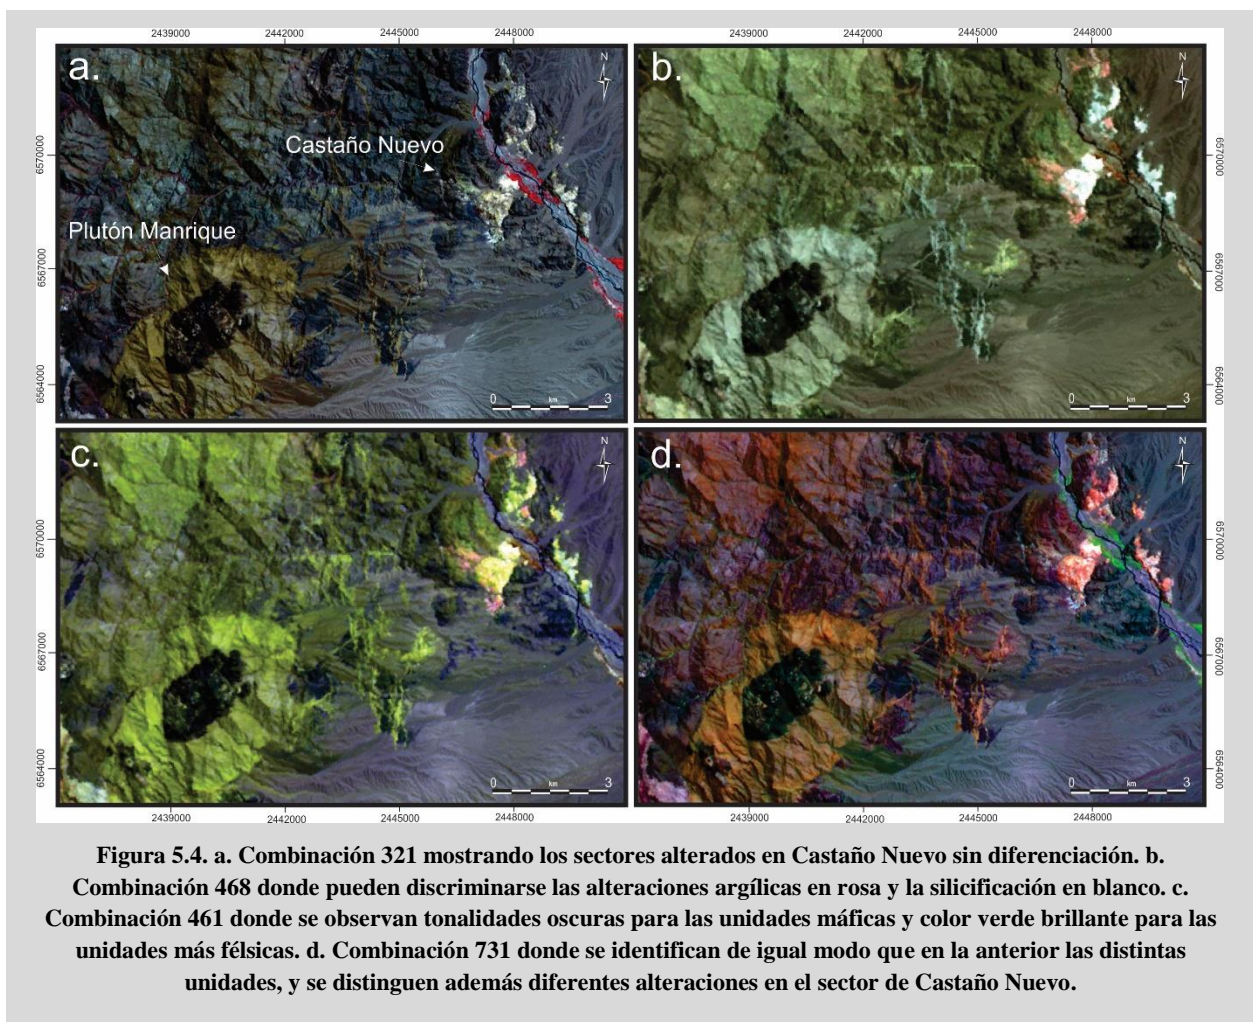 2439000 2442000 2445000 2448000
2439000 2442000 2445000 2448000
a.
N
Castaño Nuevo
Plutón Manrique
6570000
6567000
6564000
0 km 3
b.
N
6570000
6567000
6564000
0 km 3
c.
N
6570000
6567000
6564000
0 km 3
d.
N
6570000
6567000
6564000
0 km 3
2439000 2442000 2445000 2448000
2439000 2442000 2445000 2448000
Figura 5.4. a. Combinación 321 mostrando los sectores alterados en Castaño Nuevo sin diferenciación. b.
Combinación 468 donde pueden discriminarse las alteraciones argílicas en rosa y la silicificación en blanco. c.
Combinación 461 donde se observan tonalidades oscuras para las unidades máficas y color verde brillante para las
unidades más félsicas. d. Combinación 731 donde se identifican de igual modo que en la anterior las distintas
unidades, y se distinguen además diferentes alteraciones en el sector de Castaño Nuevo.